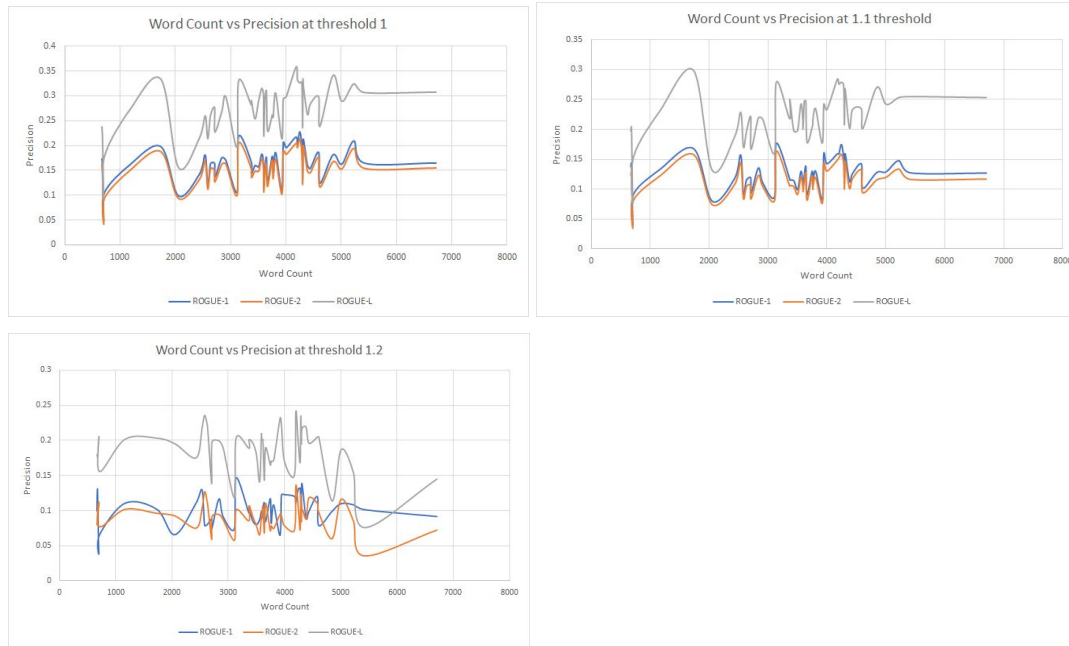 Word Count vs Precision at threshold 1
0.4
0.35
0.3
0.25
0.2
0.15
0.1
0.05
0
Precision
0 1000 2000 3000 4000 5000 6000 7000 8000
Word Count
ROGUE-1 ROGUE-2 ROGUE-L
Word Count vs Precision at 1.1 threshold
0.35
0.3
0.25
0.2
0.15
0.1
0.05
0
Precision
0 1000 2000 3000 4000 5000 6000 7000 8000
Word Count
ROGUE-1 ROGUE-2 ROGUE-L
Word Count vs Precision at threshold 1.2
0.3
0.25
0.2
0.15
0.1
0.05
0
Precision
0 1000 2000 3000 4000 5000 6000 7000 8000
Word Count
ROGUE-1 ROGUE-2 ROGUE-L